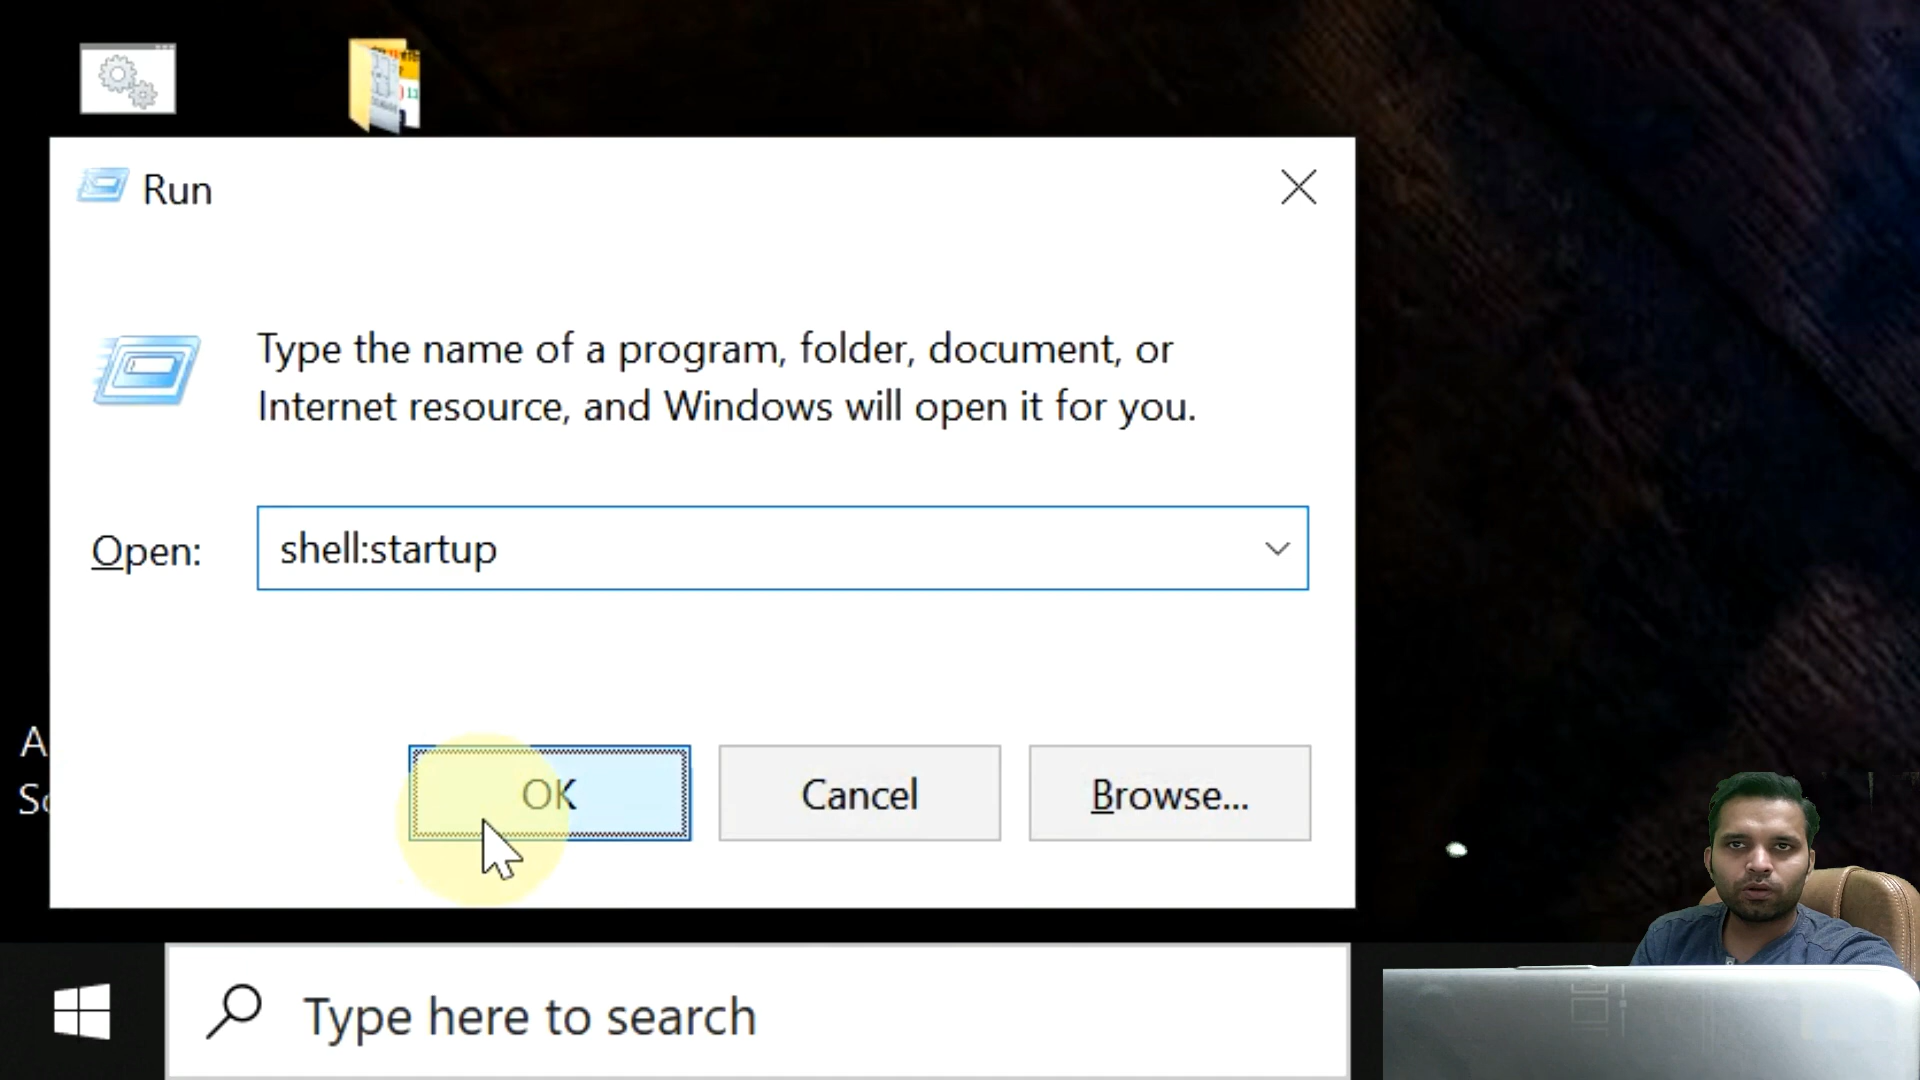 Run
Type the name of a program, folder, document, or
Internet resource, and Windows will open it for you.
Open:
shell:startup
A
So
OK
Cancel
Browse...
Type here to search